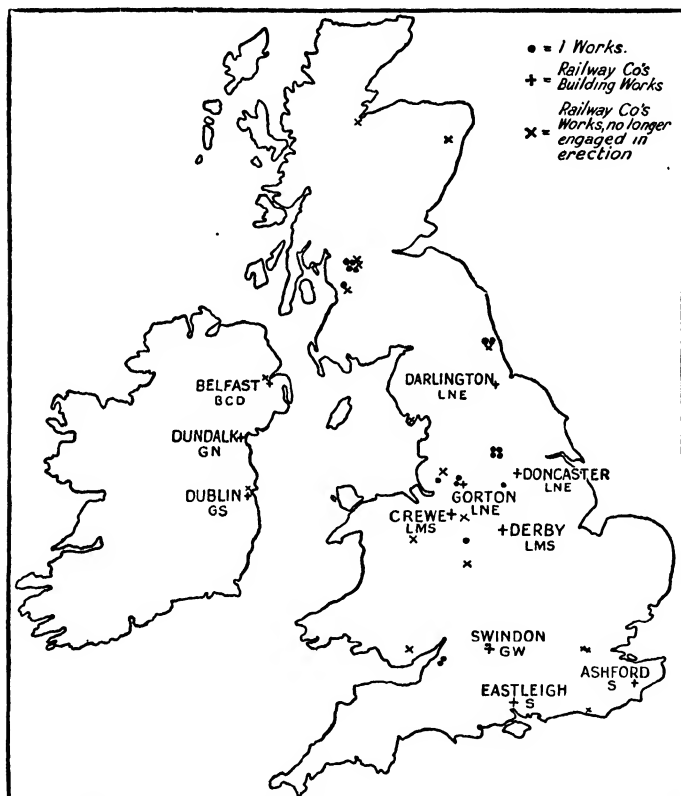 • = 1 Works.
+ = Railway Co's
Building Works
Railway Co's
x = Works, no longer
engaged in
erection
BELFAST
BCD
DARLINGTON
LNE
DUNDALK
GN
DONCASTER
LNE
DUBLIN
GS
GORTON
LNE
CREWE
LMS
DERBY
LMS
SWINDON
GW
ASHFORD
S
EASTLEIGH
S